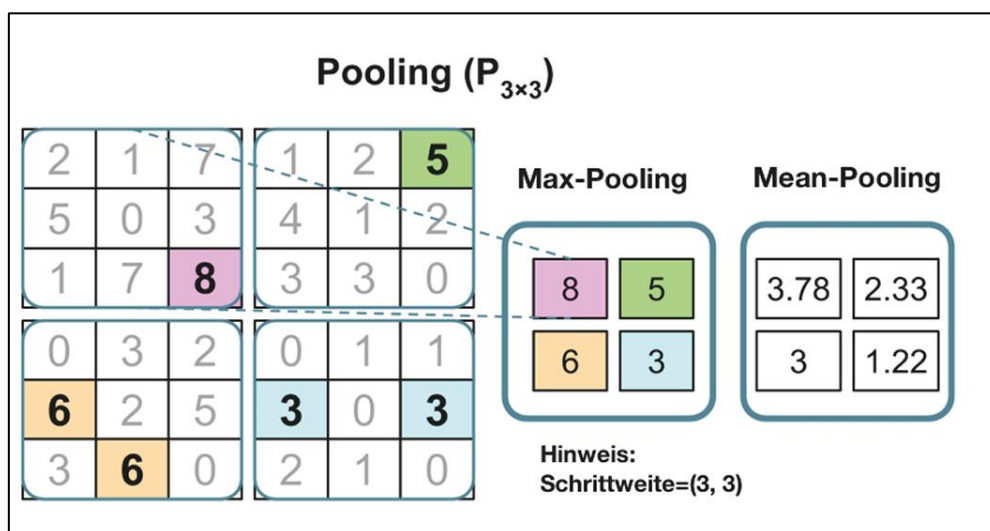 Pooling (P3×3)
2 1 7 1 2 5
5 0 3 4 1 2
1 7 8 3 3 0
0 3 2 0 1 1
6 2 5 3 0 3
3 6 0 2 1 0
Max-Pooling
8 5
6 3
Mean-Pooling
3.78 2.33
3 1.22
Hinweis:
Schrittweite=(3, 3)